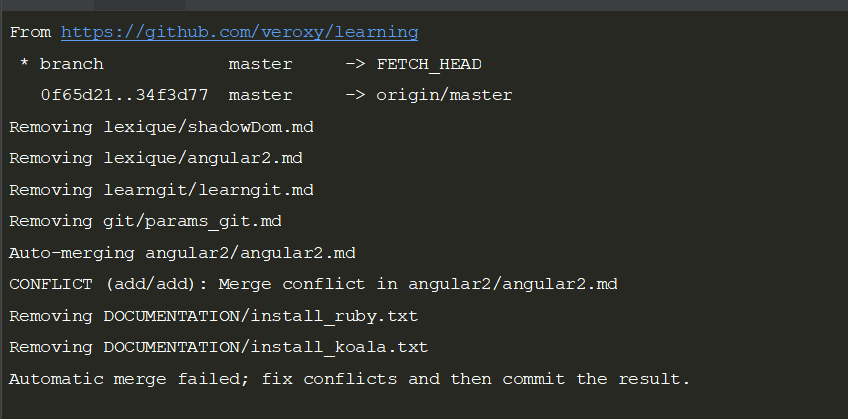 From https://github.com/veroxy/learning
* branch master -> FETCH_HEAD
0f65d21..34f3d77 master -> origin/master
Removing lexique/shadowDom.md
Removing lexique/angular2.md
Removing learngit/learngit.md
Removing git/params_git.md
Auto-merging angular2/angular2.md
CONFLICT (add/add): Merge conflict in angular2/angular2.md
Removing DOCUMENTATION/install_ruby.txt
Removing DOCUMENTATION/install_koala.txt
Automatic merge failed; fix conflicts and then commit the result.